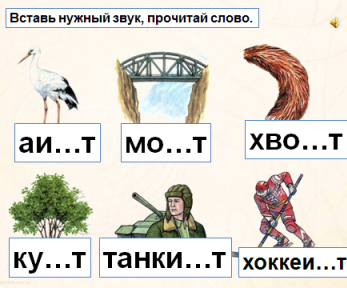 Вставь нужный звук, прочитай слово.
аи...т
мо...т
хво...т
ку...т
танки...т
хоккеи...т